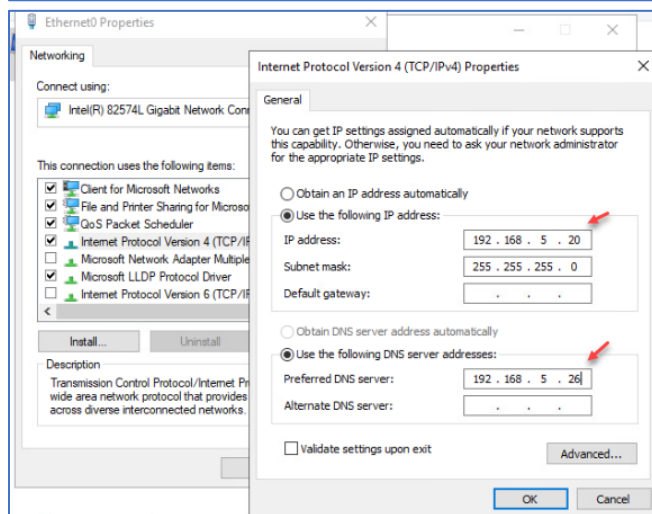 Ethernet0 Properties
Networking
Connect using:
Intel(R) 82574L Gigabit Network Conn
This connection uses the following items:
Client for Microsoft Networks
File and Printer Sharing for Microso
QoS Packet Scheduler
Internet Protocol Version 4 (TCP/IP
Microsoft Network Adapter Multiple
Microsoft LLDP Protocol Driver
Internet Protocol Version 6 (TCP/IP
Install...
Uninstall
Description
Transmission Control Protocol/Internet Pr
wide area network protocol that provides
across diverse interconnected networks.
Internet Protocol Version 4 (TCP/IPv4) Properties
General
You can get IP settings assigned automatically if your network supports
this capability. Otherwise, you need to ask your network administrator
for the appropriate IP settings.
Obtain an IP address automatically
Use the following IP address:
IP address: 192 . 168 . 5 . 20
Subnet mask: 255 . 255 . 255 . 0
Default gateway: . . .
Obtain DNS server address automatically
Use the following DNS server addresses:
Preferred DNS server: 192 . 168 . 5 . 26
Alternate DNS server: . . .
Validate settings upon exit
Advanced...
OK
Cancel